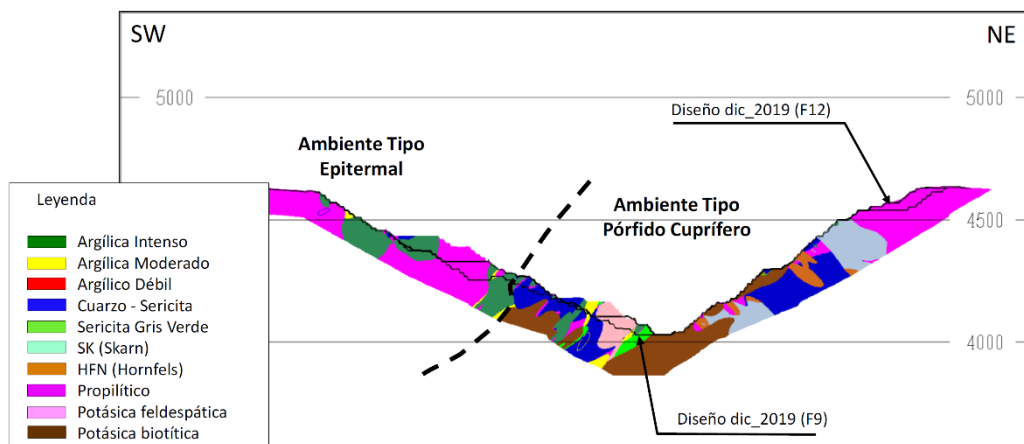 SW
NE
5000
5000
Diseño dic_2019 (F12)
Ambiente Tipo
Epitermal
Ambiente Tipo
Pórfido Cuprífero
4500
4000
Diseño dic_2019 (F9)
Leyenda
Argílica Intenso
Argílica Moderado
Argílico Débil
Cuarzo - Sericita
Sericita Gris Verde
SK (Skarn)
HFN (Hornfels)
Propilítico
Potásica feldespática
Potásica biotítica